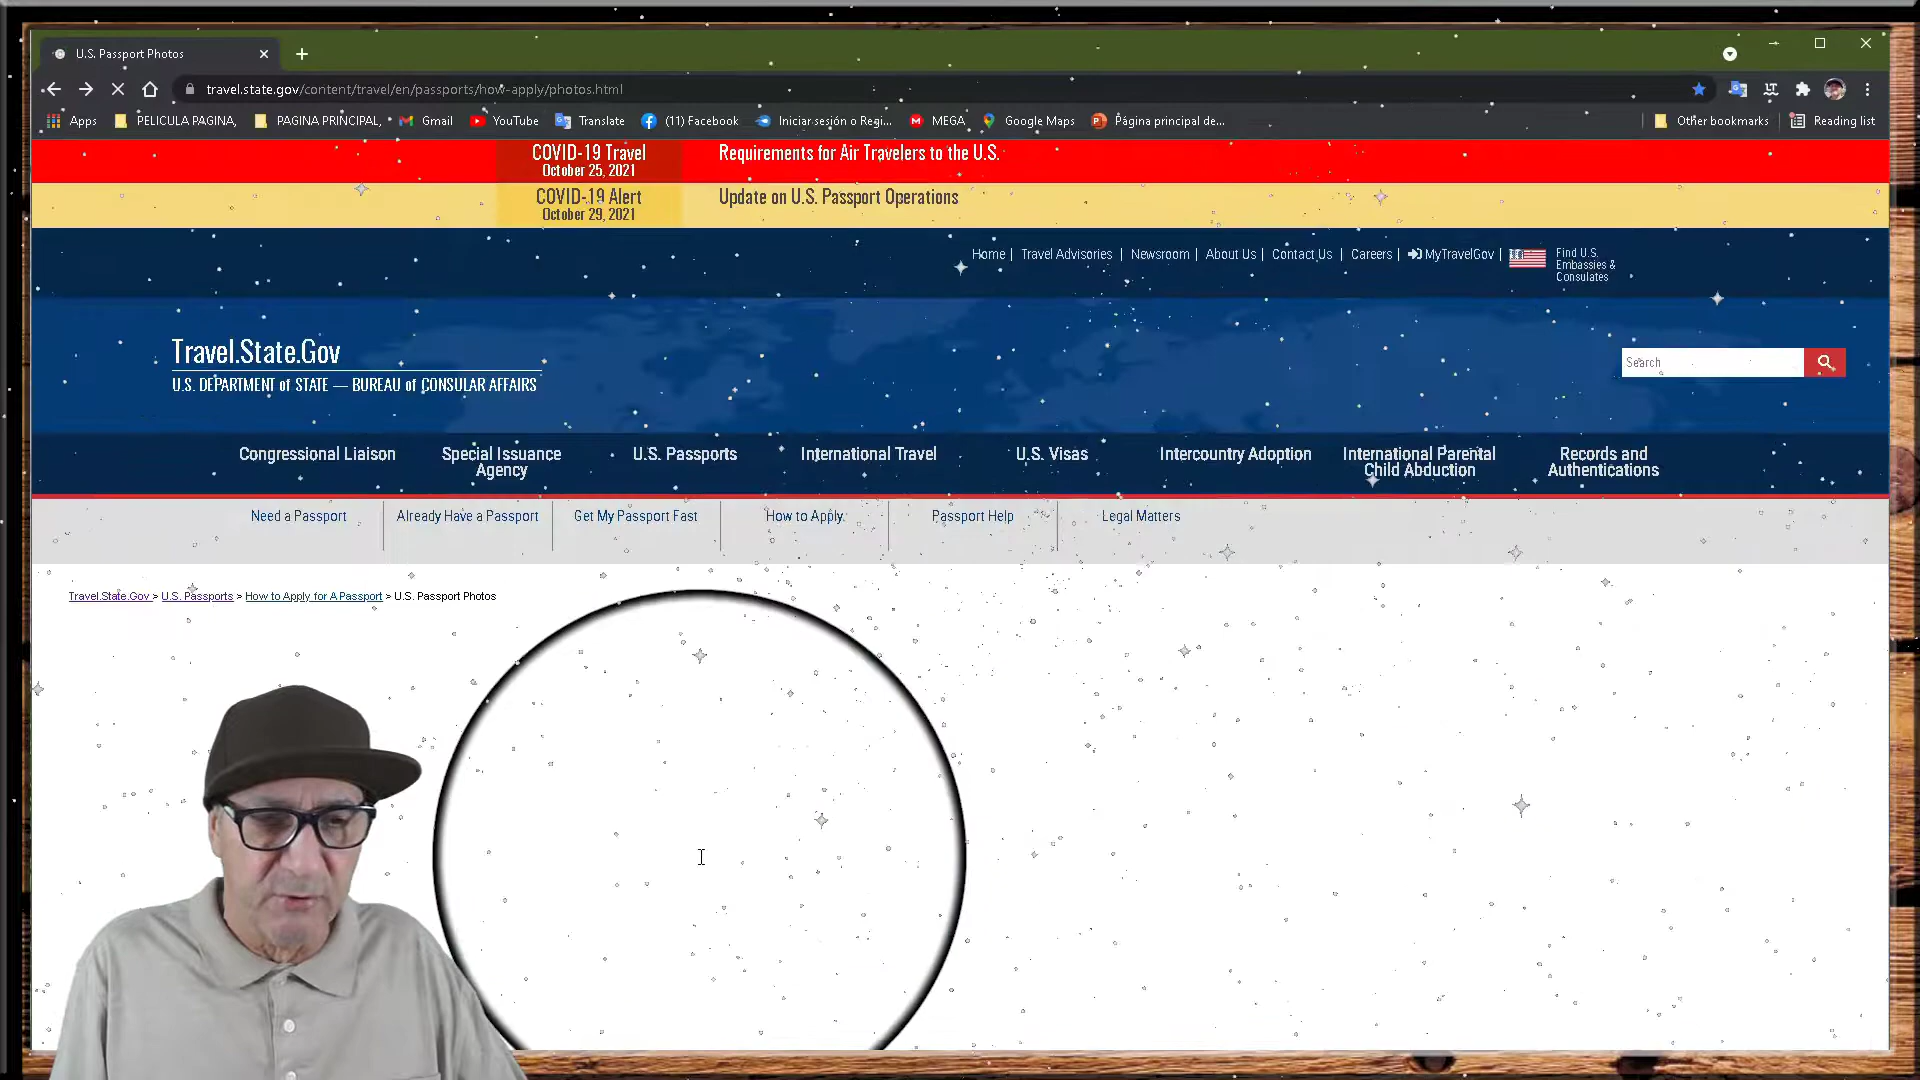 U.S. Passport Photos
travel.state.gov/content/travel/en/passports/how-apply/photos.html
Apps PELICULA PAGINA, PAGINA PRINCIPAL, Gmail YouTube Translate (11) Facebook Iniciar sesión o Regi... MEGA Google Maps Página principal de... Other bookmarks Reading list
COVID-19 Travel Requirements for Air Travelers to the U.S.
October 25, 2021
COVID-19 Alert Update on U.S. Passport Operations
October 29, 2021
Home | Travel Advisories | Newsroom | About Us | Contact Us | Careers | MyTravelGov |
Find U.S.
Embassies &
Consulates
Travel.State.Gov
U.S. DEPARTMENT of STATE — BUREAU of CONSULAR AFFAIRS
Search
Congressional Liaison
Special Issuance
Agency
U.S. Passports
International Travel
U.S. Visas
Intercountry Adoption
International Parental
Child Abduction
Records and
Authentications
Need a Passport Already Have a Passport Get My Passport Fast How to Apply Passport Help Legal Matters
Travel.State.Gov > U.S. Passports > How to Apply for A Passport > U.S. Passport Photos